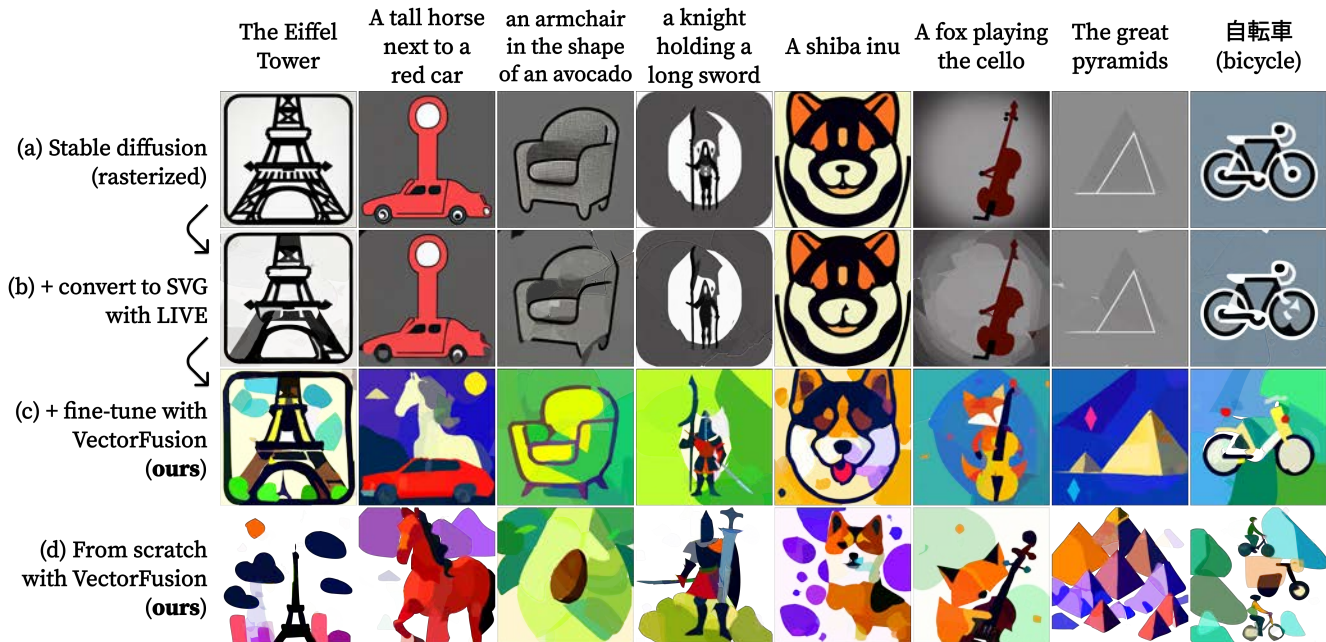 The Eiffel
Tower
A tall horse
next to a
red car
an armchair
in the shape
of an avocado
a knight
holding a
long sword
A shiba inu
A fox playing
the cello
The great
pyramids
自転車
(bicycle)
(a) Stable diffusion
(rasterized)
(b) + convert to SVG
with LIVE
(c) + fine-tune with
VectorFusion
(ours)
(d) From scratch
with VectorFusion
(ours)